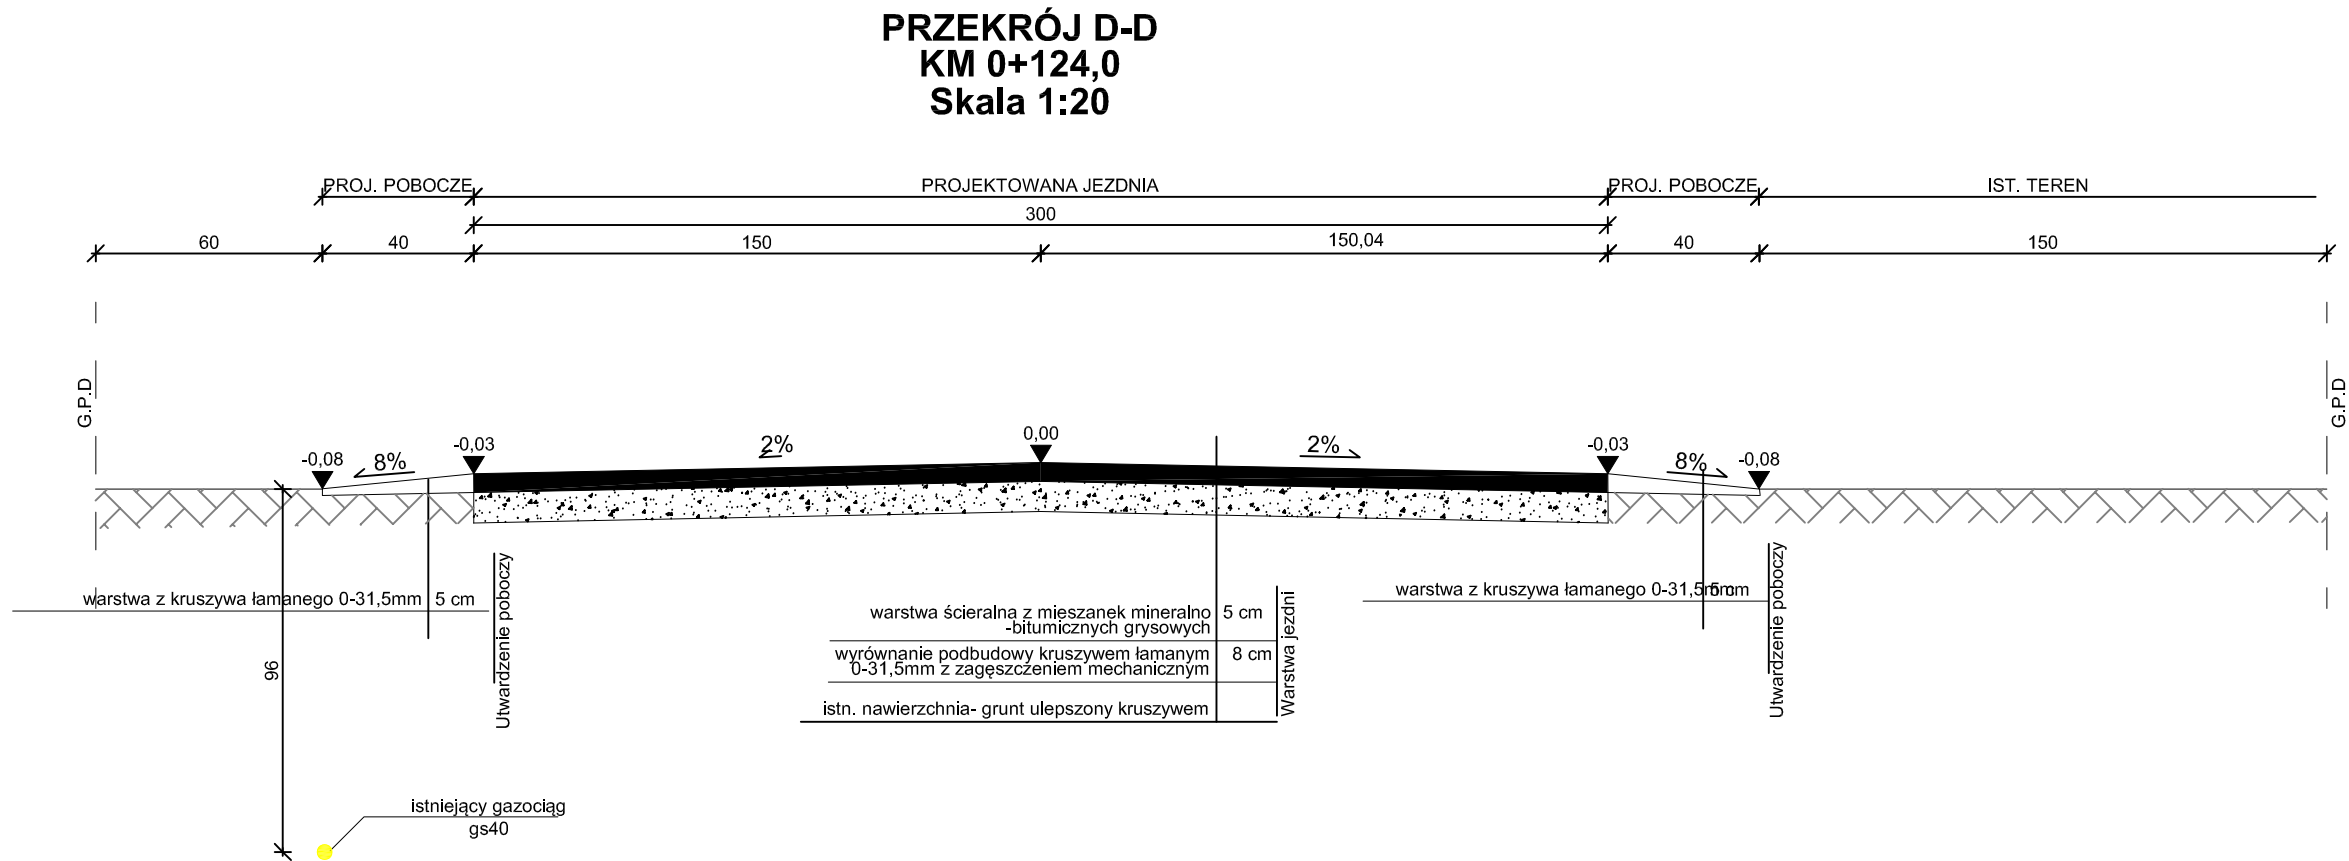 PRZEKRÓJ D-D
KM 0+124,0
Skala 1:20
PROJ. POBOCZE
PROJEKTOWANA JEZDNIA
PROJ. POBOCZE
IST. TEREN
300
60
40
150
150,04
40
150
G.P.D
G.P.D
-0,08
8%
-0,03
2%
0,00
2%
-0,03
8%
-0,08
warstwa z kruszywa łamanego 0-31,5mm
5 cm
Utwardzenie poboczy
warstwa ścieralna z mieszanek mineralno
-bitumicznych grysowych
5 cm
wyrównanie podbudowy kruszywem łamanym
0-31,5mm z zagęszczeniem mechanicznym
8 cm
istn. nawierzchnia- grunt ulepszony kruszywem
Warstwa jezdni
warstwa z kruszywa łamanego 0-31,5mm
5 cm
Utwardzenie poboczy
96
istniejący gazociąg
gs40